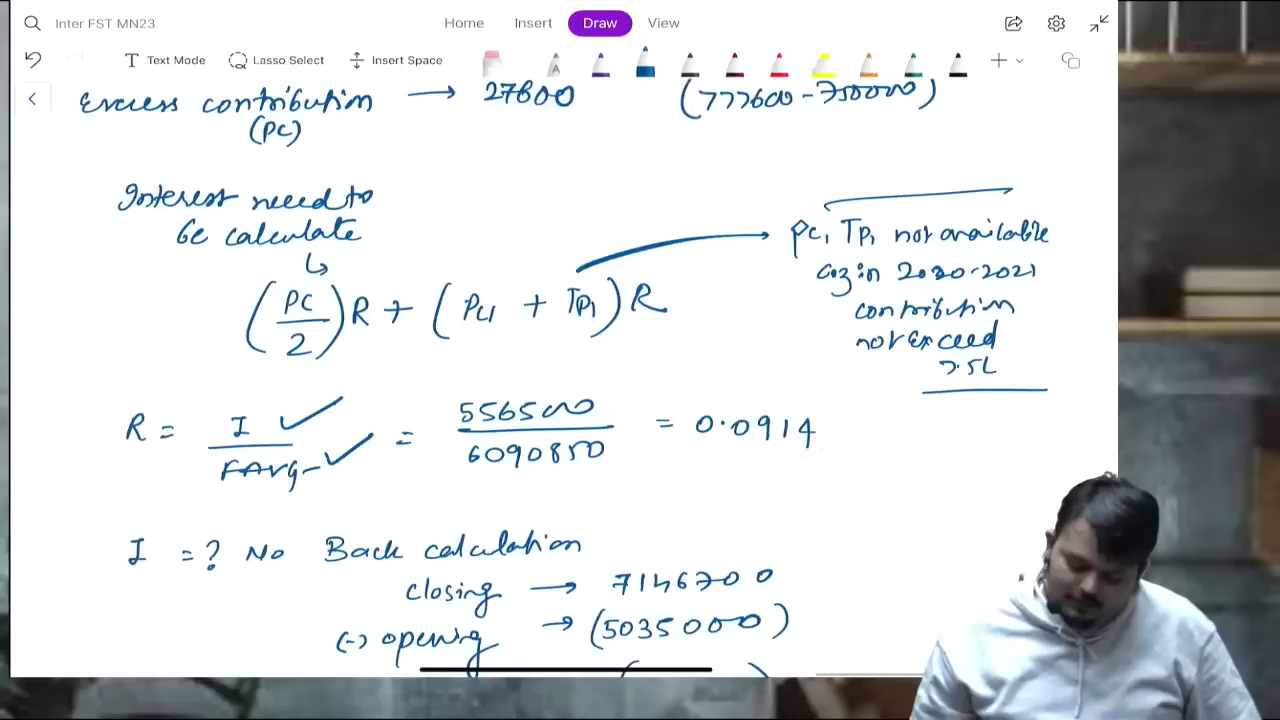 Inter FST MN23
Home Insert Draw View
Text Mode Lasso Select Insert Space
Excess contribution → 27600 (777600 - 750000)
(PC)
Interest need to
be calculate
(PC/2)R + (PC1 + TP1)R
PC1 TP1 not available
coz in 2020-2021
contribution
not exceed
7.5L
R = I/FAvg = 556500/6090850 = 0.0914
I = ? No Back calculation
closing → 7146700
(-) opening → (5035000)